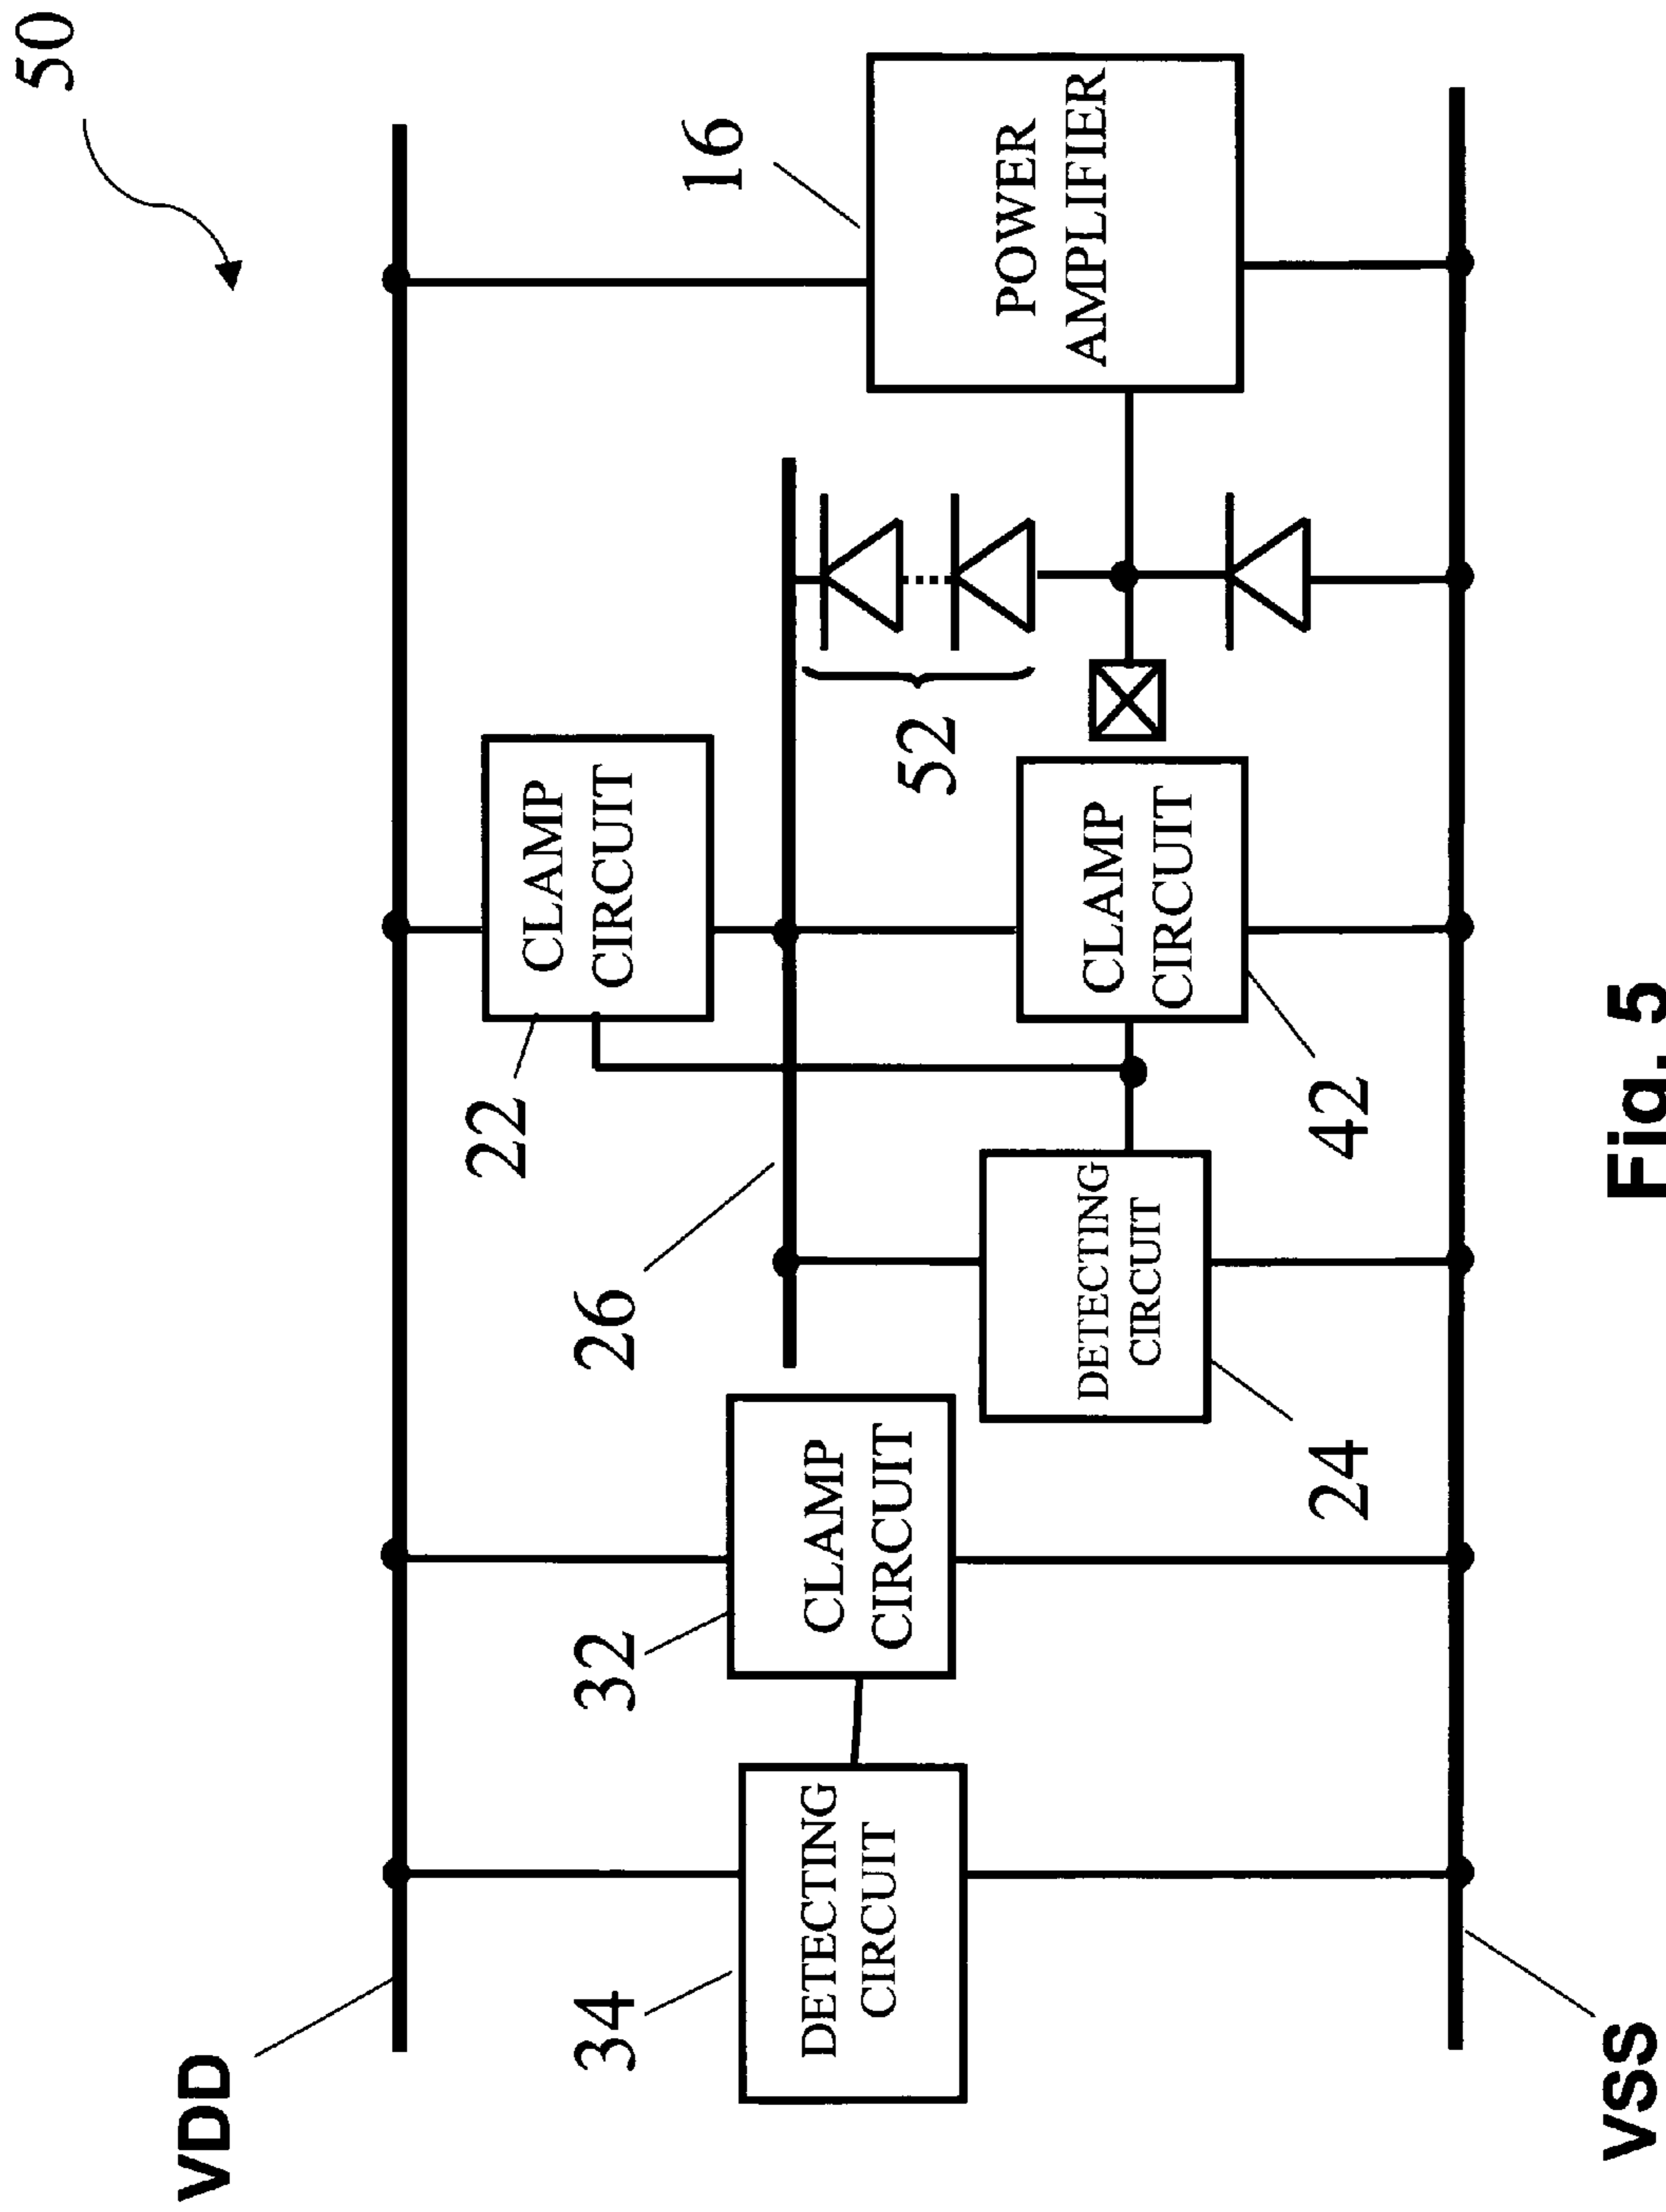 50
VDD
16
22
CLAMP
CIRCUIT
26
52
POWER
AMPLIFIER
34
DETECTING
CIRCUIT
32
CLAMP
CIRCUIT
DETECTING
CIRCUIT
24
CLAMP
CIRCUIT
42
VSS
Fig. 5